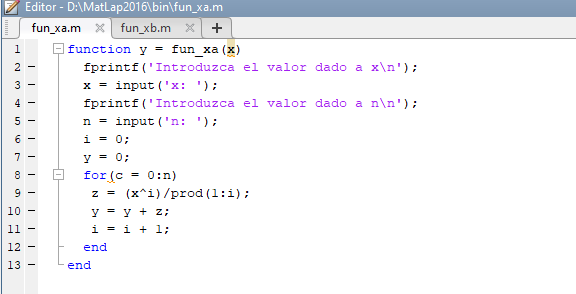 Editor - D:\MatLap2016\bin\fun_xa.m
fun_xa.m × fun_xb.m × +
1 - function y = fun_xa(x)
2 - fprintf('Introduzca el valor dado a x\n');
3 - x = input('x: ');
4 - fprintf('Introduzca el valor dado a n\n');
5 - n = input('n: ');
6 - i = 0;
7 - y = 0;
8 - for(c = 0:n)
9 - z = (x^i)/prod(1:i);
10 - y = y + z;
11 - i = i + 1;
12 - end
13 - end